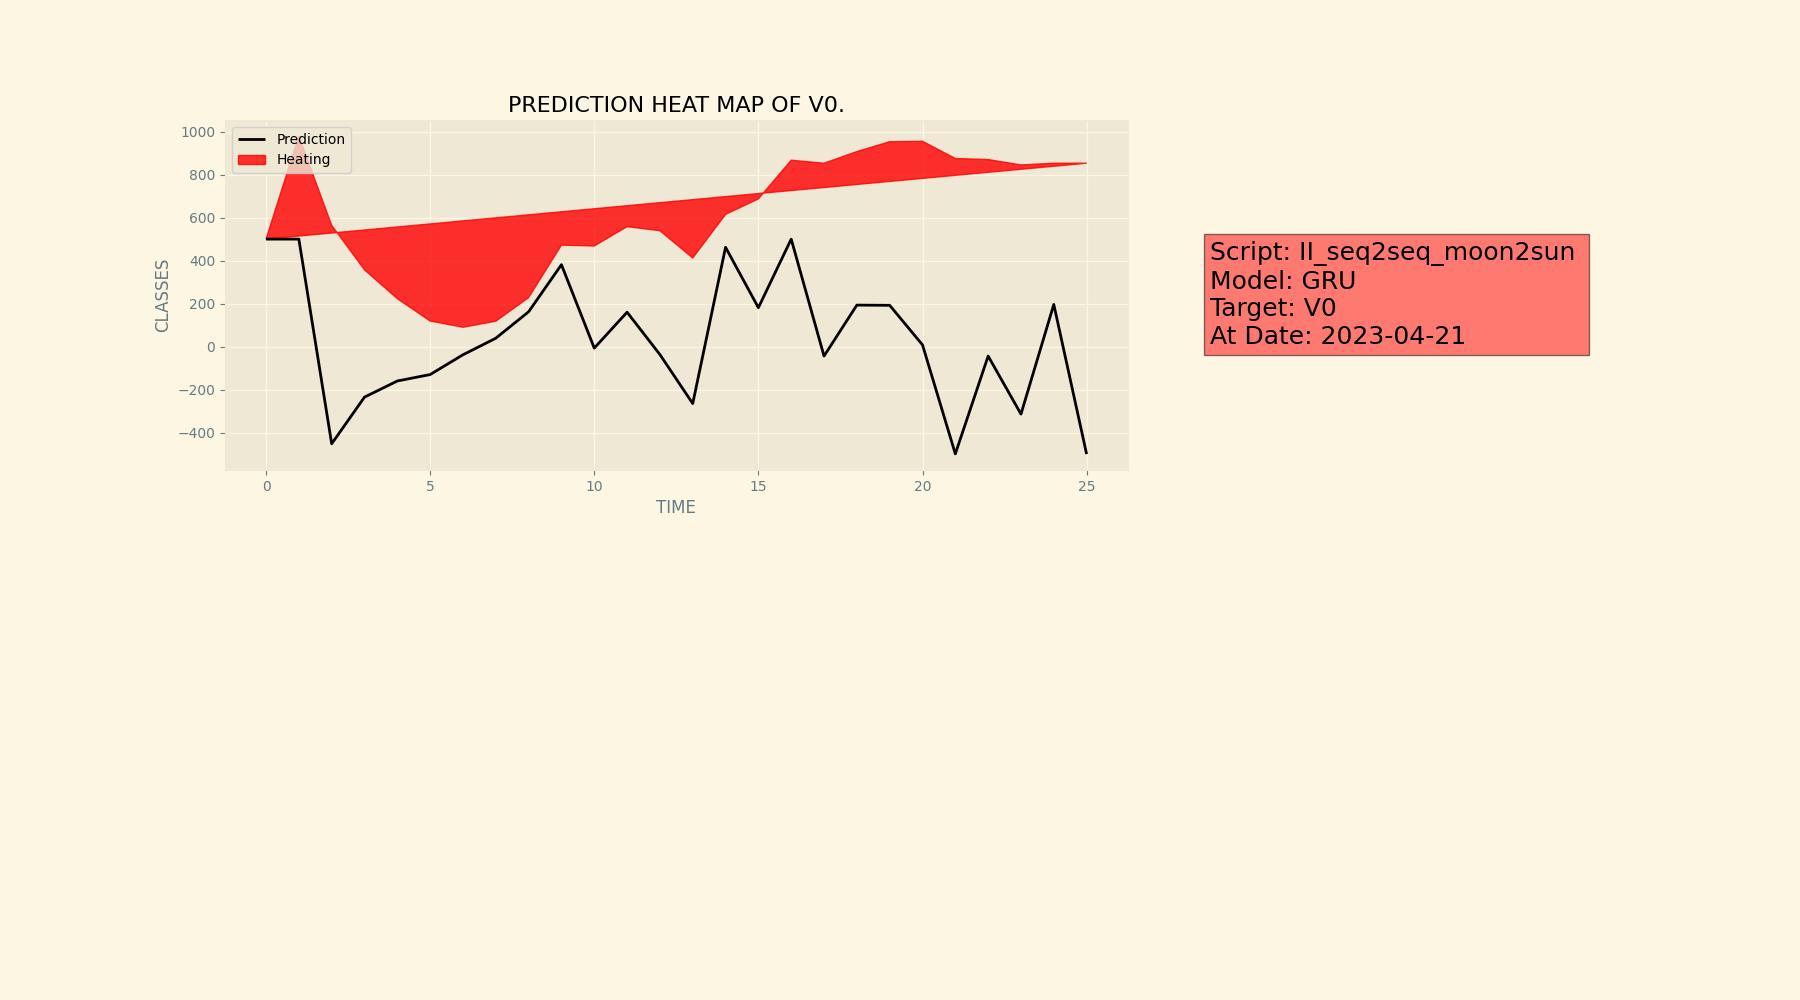 PREDICTION HEAT MAP OF V0.
Prediction
Heating
1000
800
600
400
200
0
−200
−400
CLASSES
0 5 10 15 20 25
TIME
Script: II_seq2seq_moon2sun
Model: GRU
Target: V0
At Date: 2023-04-21